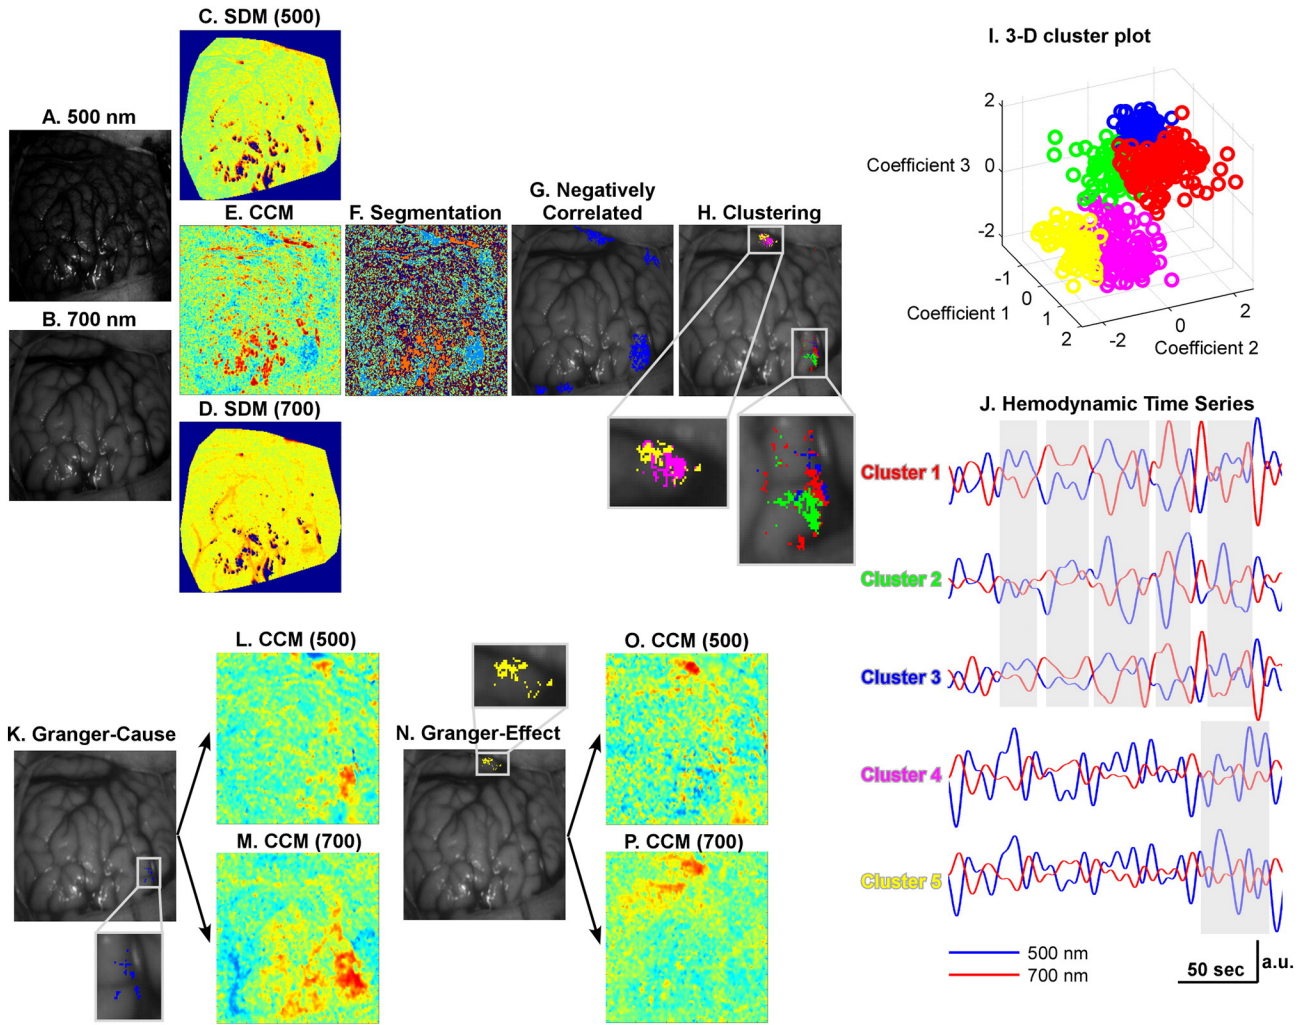 C. SDM (500)
A. 500 nm
B. 700 nm
E. CCM
F. Segmentation
G. Negatively
Correlated
H. Clustering
D. SDM (700)
I. 3-D cluster plot
2
0
-2
Coefficient 3
-1
0
1
2
Coefficient 1
-2
0
2
Coefficient 2
J. Hemodynamic Time Series
Cluster 1
Cluster 2
Cluster 3
Cluster 4
Cluster 5
500 nm
700 nm
50 sec
a.u.
K. Granger-Cause
L. CCM (500)
M. CCM (700)
N. Granger-Effect
O. CCM (500)
P. CCM (700)